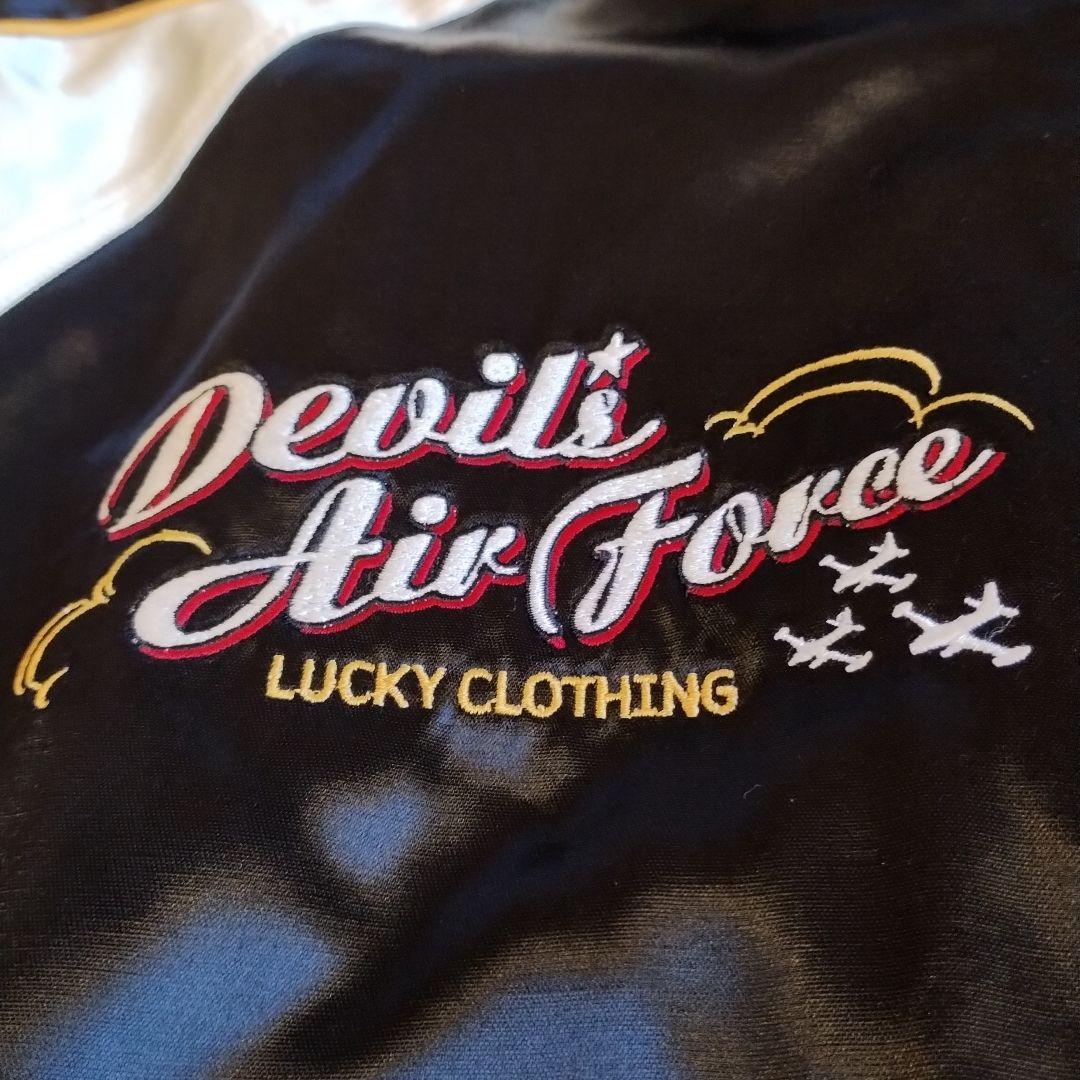 Devil's
Air Force
LUCKY CLOTHING